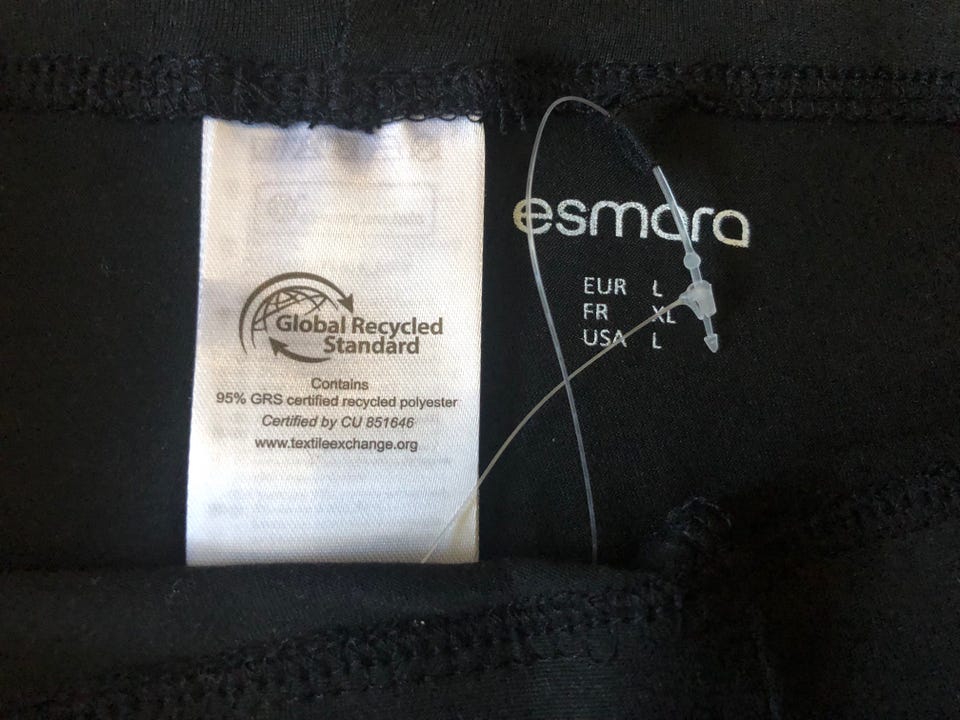 Global Recycled
Standard
Contains
95% GRS certified recycled polyester
Certified by CU 851646
www.textileexchange.org
esmara
EUR L
FR XL
USA L